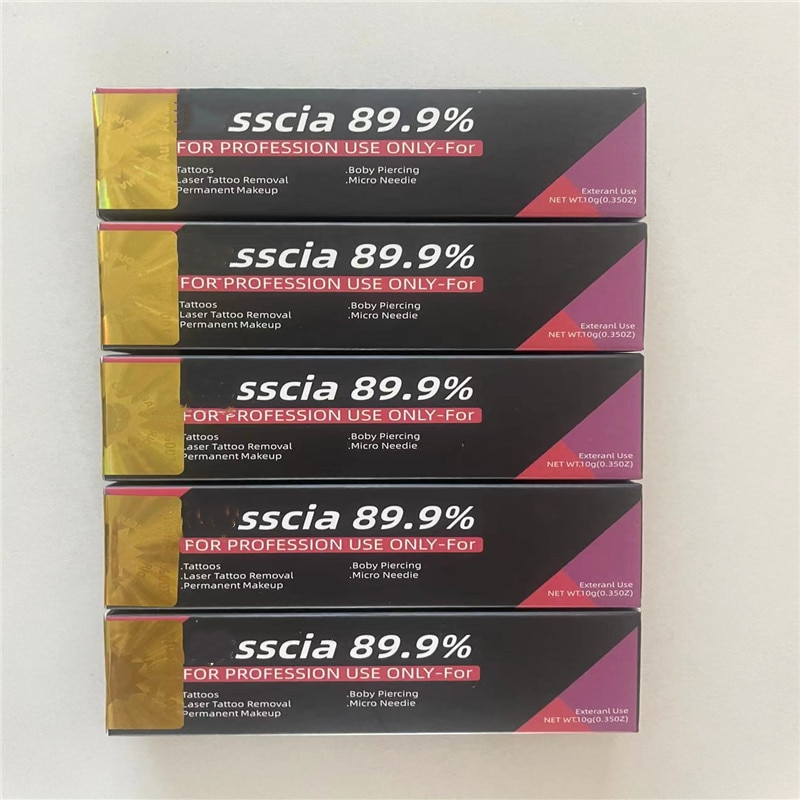 sscia 89.9%
FOR PROFESSION USE ONLY-For
Tattoos .Boby Piercing
Laser Tattoo Removal .Micro Needie
Permanent Makeup
Exteranl Use
NET WT.10g(0.350Z)
sscia 89.9%
FOR PROFESSION USE ONLY-For
Tattoos .Boby Piercing
Laser Tattoo Removal .Micro Needie
Permanent Makeup
Exteranl Use
NET WT.10g(0.350Z)
sscia 89.9%
FOR PROFESSION USE ONLY-For
Tattoos .Boby Piercing
Laser Tattoo Removal .Micro Needie
Permanent Makeup
Exteranl Use
NET WT.10g(0.350Z)
sscia 89.9%
FOR PROFESSION USE ONLY-For
.Tattoos .Boby Piercing
.Laser Tattoo Removal .Micro Needie
.Permanent Makeup
Exteranl Use
NET WT.10g(0.350Z)
sscia 89.9%
FOR PROFESSION USE ONLY-For
Tattoos .Boby Piercing
Laser Tattoo Removal .Micro Needie
Permanent Makeup
Exteranl Use
NET WT.10g(0.350Z)